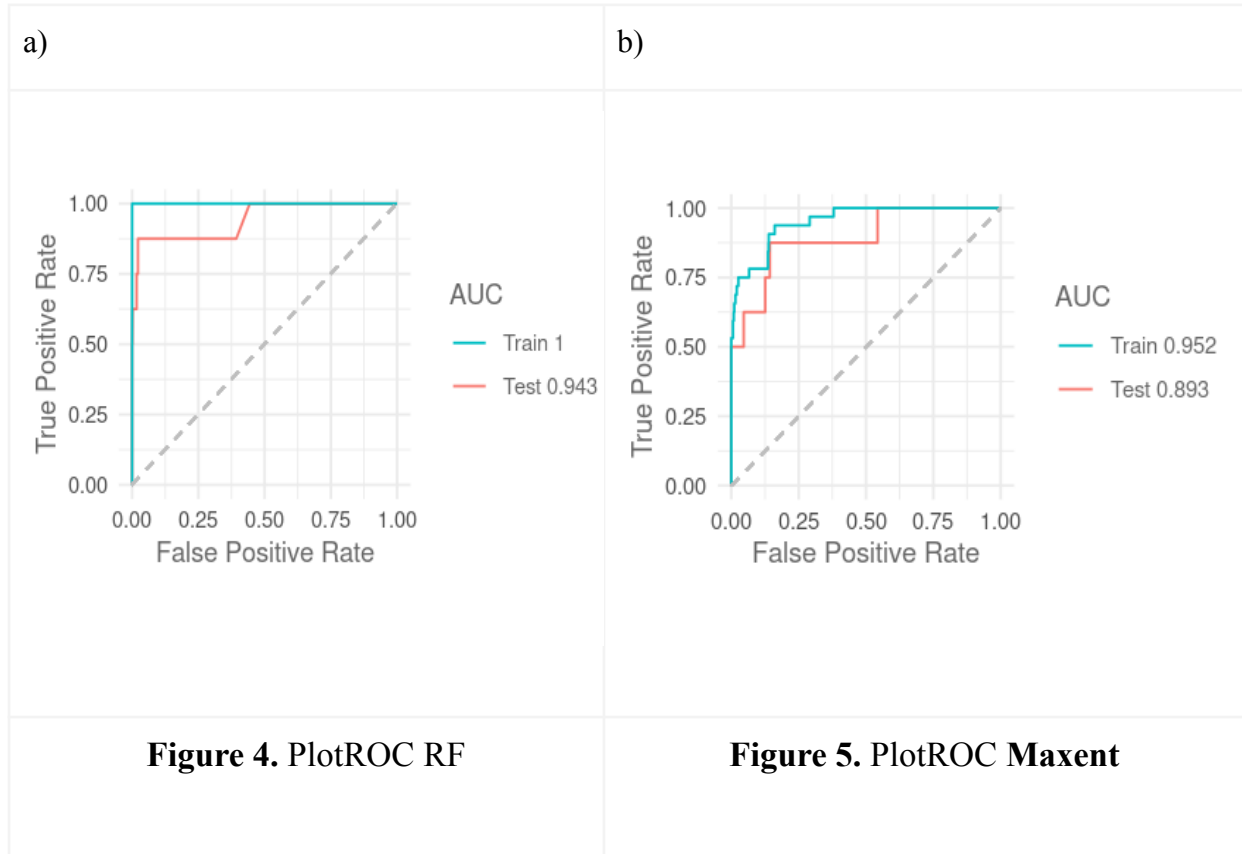 a)
b)
1.00
0.75
0.50
0.25
0.00
True Positive Rate
0.00 0.25 0.50 0.75 1.00
False Positive Rate
AUC
Train 1
Test 0.943
1.00
0.75
0.50
0.25
0.00
True Positive Rate
0.00 0.25 0.50 0.75 1.00
False Positive Rate
AUC
Train 0.952
Test 0.893
Figure 4. PlotROC RF
Figure 5. PlotROC Maxent